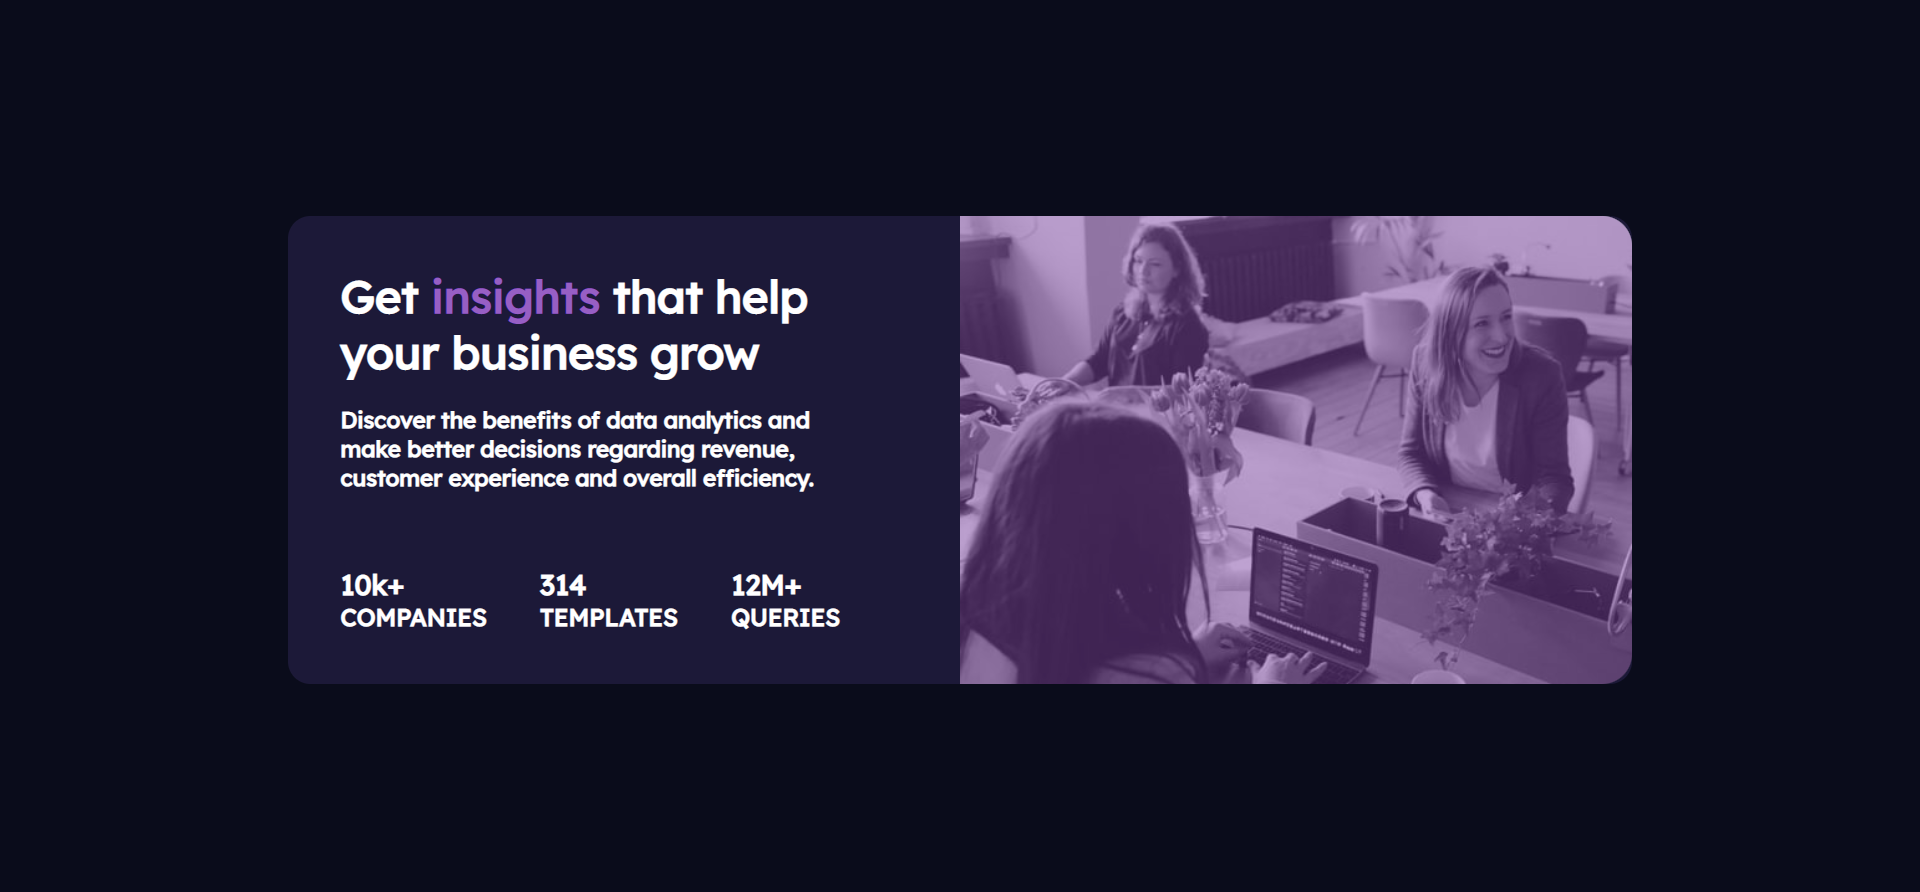 Get insights that help
your business grow
Discover the benefits of data analytics and
make better decisions regarding revenue,
customer experience and overall efficiency.
10k+ 314 12M+
COMPANIES TEMPLATES QUERIES